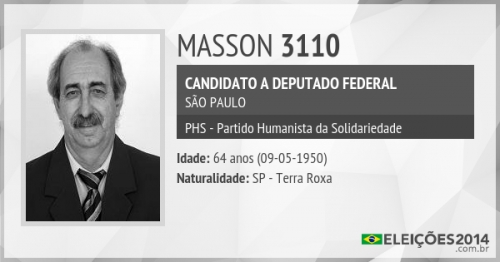 MASSON 3110
CANDIDATO A DEPUTADO FEDERAL
SÃO PAULO
PHS - Partido Humanista da Solidariedade
Idade: 64 anos (09-05-1950)
Naturalidade: SP - Terra Roxa
ELEIÇÕES2014
.com.br